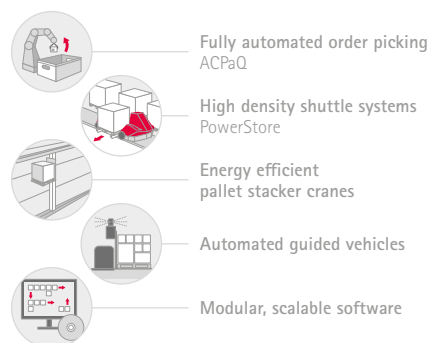 Fully automated order picking
ACPaQ
High density shuttle systems
PowerStore
Energy efficient
pallet stacker cranes
Automated guided vehicles
Modular, scalable software